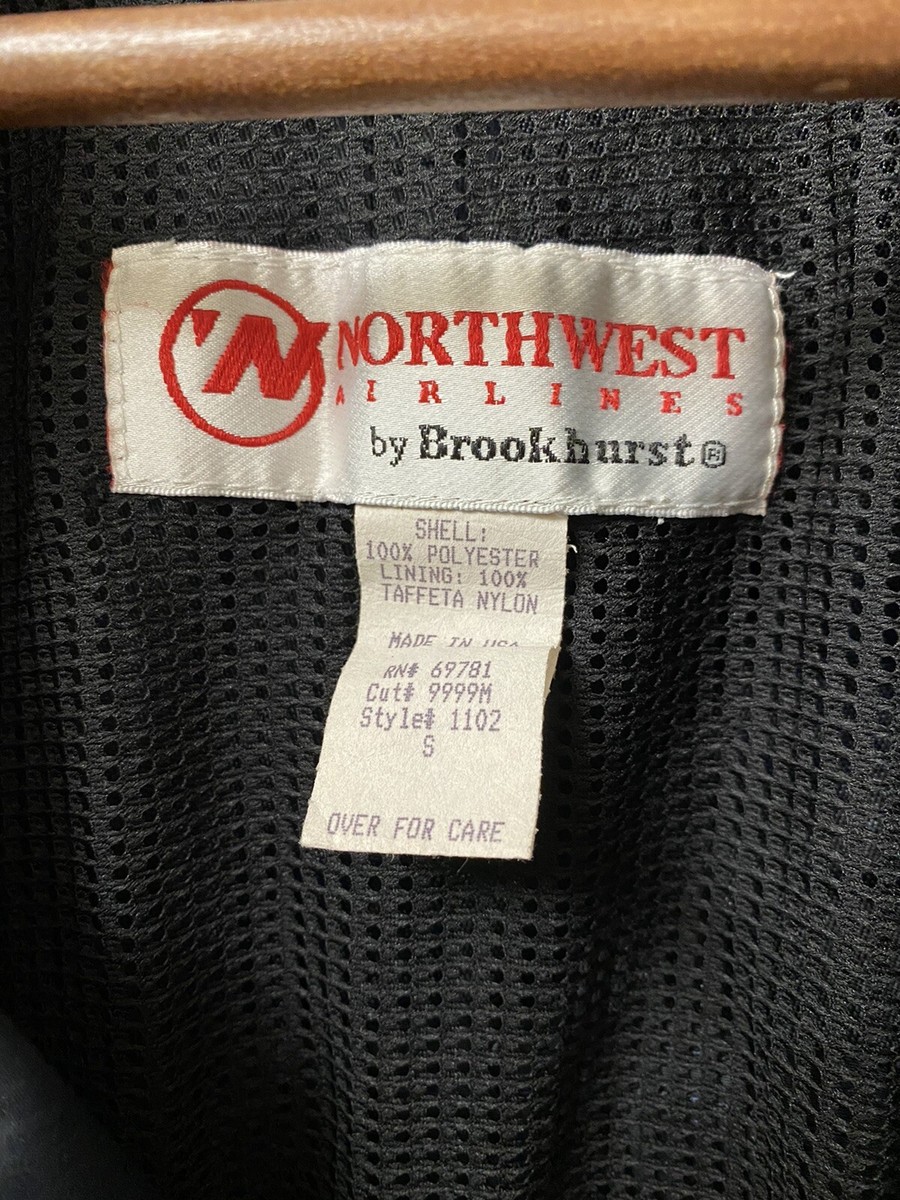 NORTHWEST
AIRLINES
by Brookhurst®
SHELL:
100% POLYESTER
LINING: 100%
TAFFETA NYLON
MADE IN USA
RN# 69781
Cut# 9999M
Style# 1102
S
OVER FOR CARE